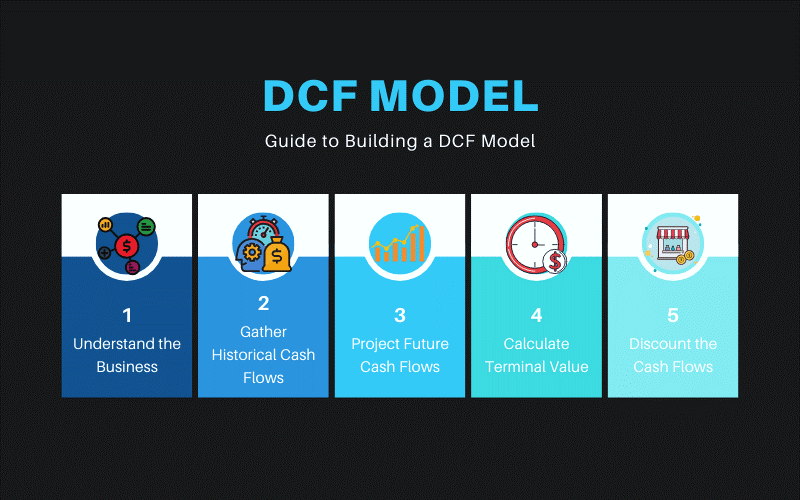 DCF MODEL
Guide to Building a DCF Model
1
Understand the
Business
2
Gather
Historical Cash
Flows
3
Project Future
Cash Flows
4
Calculate
Terminal Value
5
Discount the
Cash Flows